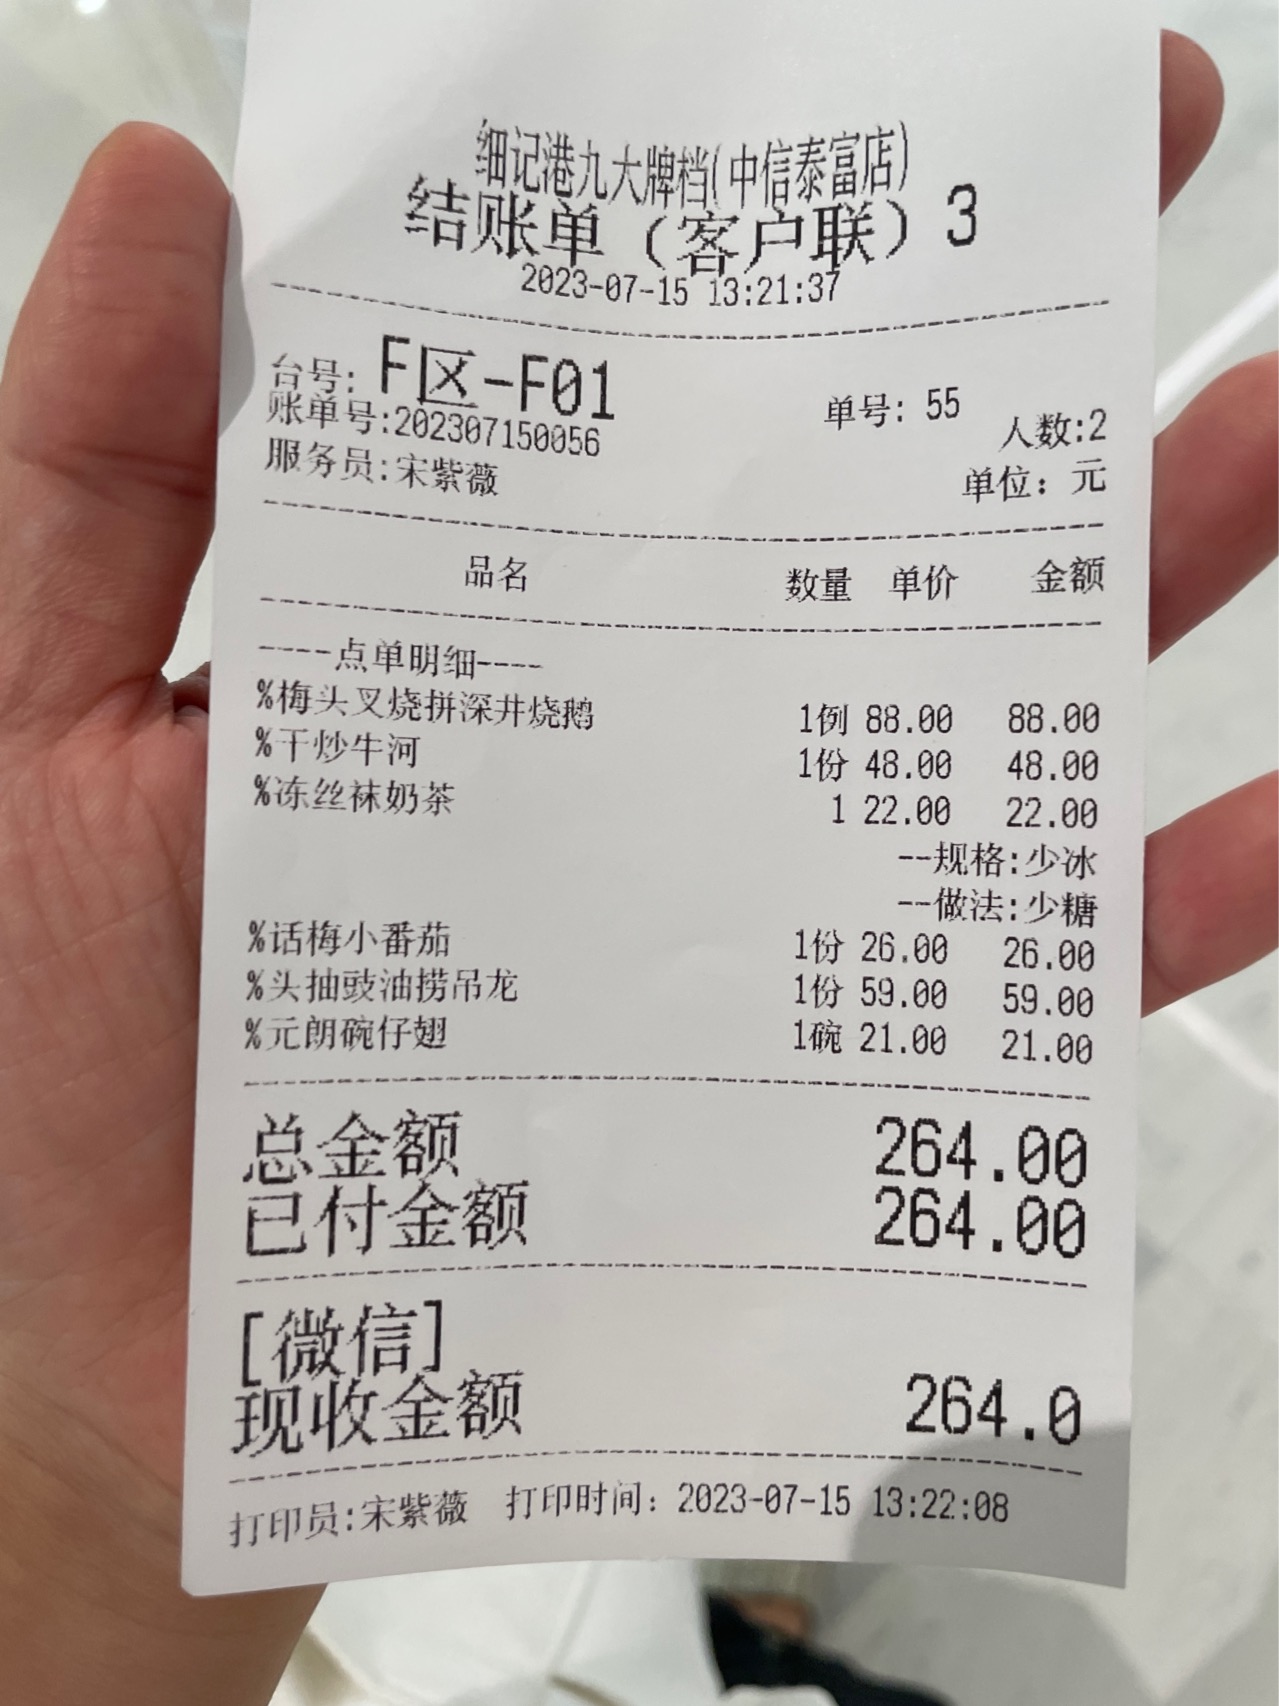 细记港九大牌档(中信泰富店)
结账单（客户联）3
2023-07-15 13:21:37
台号: F区-F01 单号: 55
账单号:202307150056 人数:2
服务员:宋紫薇 单位: 元
品名 数量 单价 金额
----点单明细----
%梅头叉烧拼深井烧鹅 1例 88.00 88.00
%干炒牛河 1份 48.00 48.00
%冻丝袜奶茶 1 22.00 22.00
--规格:少冰
--做法:少糖
%话梅小番茄 1份 26.00 26.00
%头抽豉油捞吊龙 1份 59.00 59.00
%元朗碗仔翅 1碗 21.00 21.00
总金额 264.00
已付金额 264.00
[微信]
现收金额 264.0
打印员:宋紫薇 打印时间: 2023-07-15 13:22:08